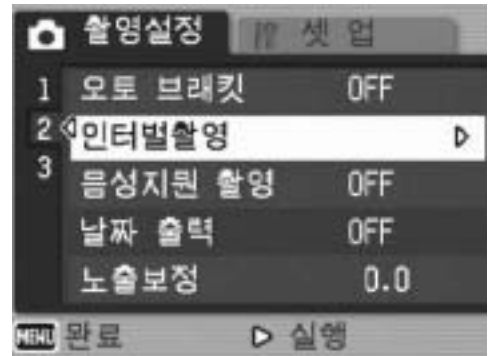 촬영설정 셋업
1 오토 브래킷 OFF
2 인터벌촬영
3 음성지원 촬영 OFF
날짜 출력 OFF
노출보정 0.0
MENU 완료 실행